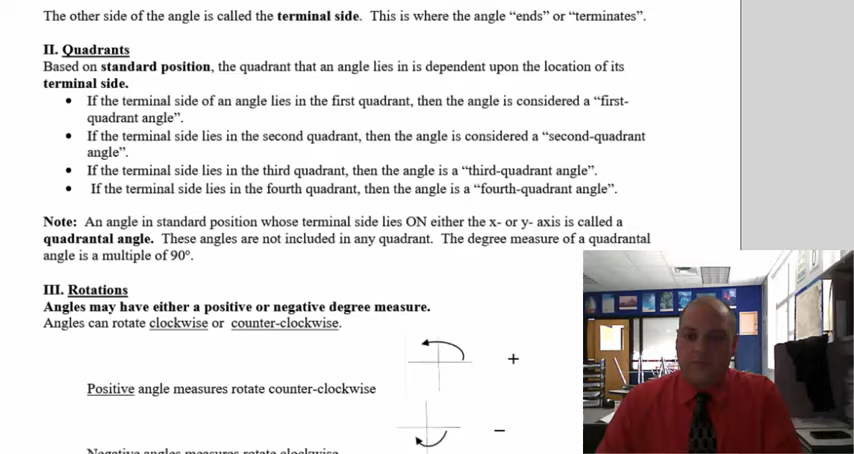 The other side of the angle is called the terminal side. This is where the angle “ends” or “terminates”.
II. Quadrants
Based on standard position, the quadrant that an angle lies in is dependent upon the location of its
terminal side.
• If the terminal side of an angle lies in the first quadrant, then the angle is considered a “first-
quadrant angle”.
• If the terminal side lies in the second quadrant, then the angle is considered a “second-quadrant
angle”.
• If the terminal side lies in the third quadrant, then the angle is a “third-quadrant angle”.
• If the terminal side lies in the fourth quadrant, then the angle is a “fourth-quadrant angle”.
Note: An angle in standard position whose terminal side lies ON either the x- or y- axis is called a
quadrantal angle. These angles are not included in any quadrant. The degree measure of a quadrantal
angle is a multiple of 90º.
III. Rotations
Angles may have either a positive or negative degree measure.
Angles can rotate clockwise or counter-clockwise.
+
Positive angle measures rotate counter-clockwise
−
Negative angles measures rotate clockwise